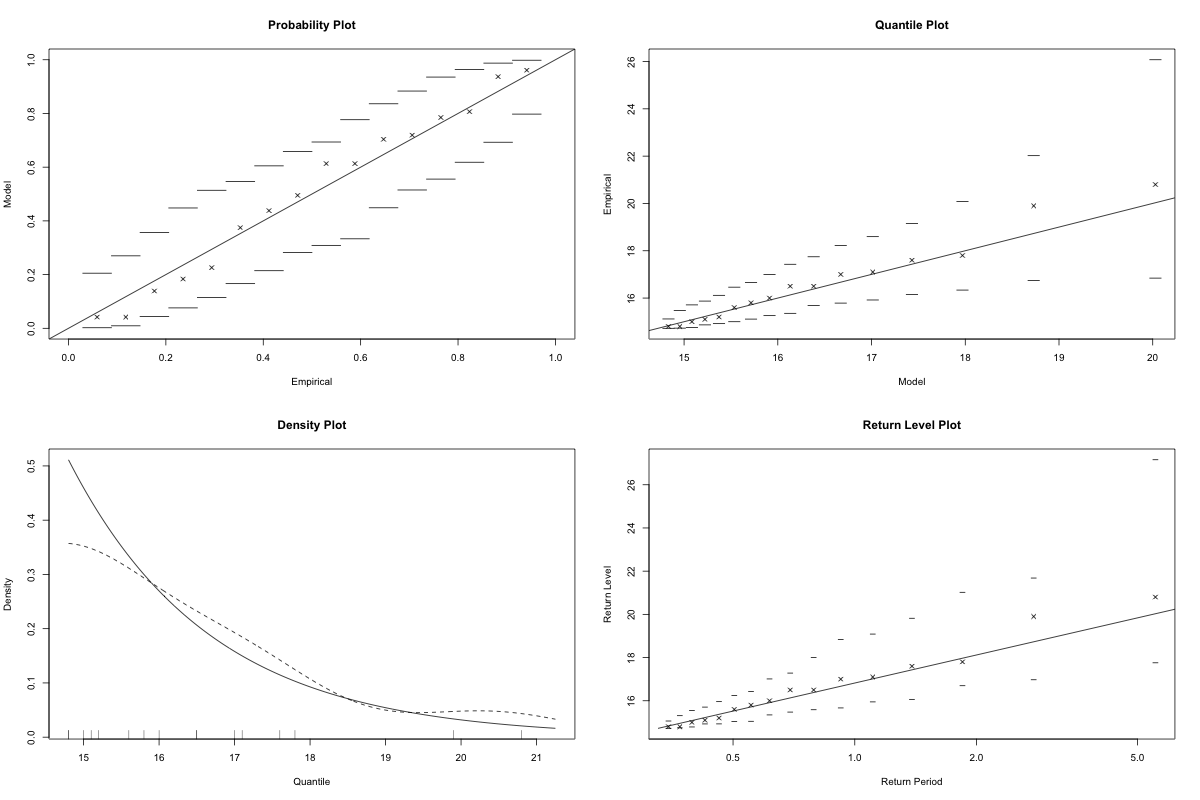 Probability Plot
Model
1.0
0.8
0.6
0.4
0.2
0.0
0.0 0.2 0.4 0.6 0.8 1.0
Empirical
Quantile Plot
Empirical
26
24
22
20
18
16
15 16 17 18 19 20
Model
Density Plot
Density
0.5
0.4
0.3
0.2
0.1
0.0
15 16 17 18 19 20 21
Quantile
Return Level Plot
Return Level
26
24
22
20
18
16
0.5 1.0 2.0 5.0
Return Period